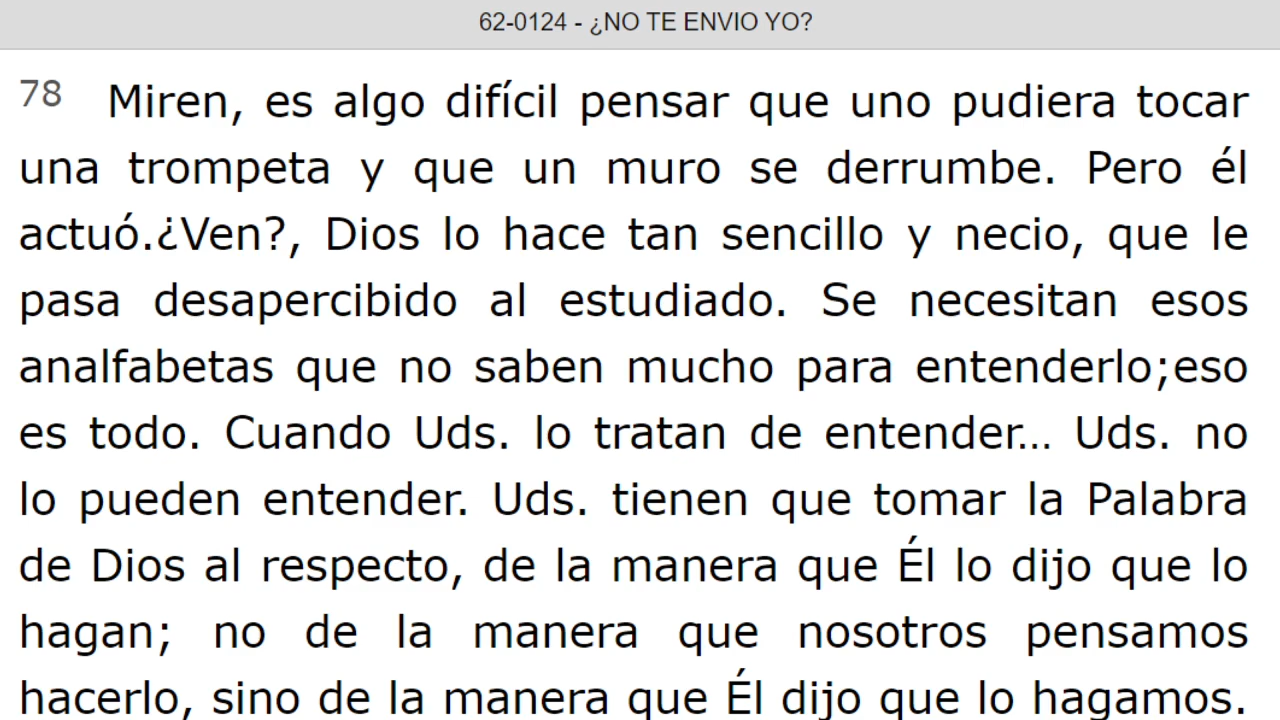 62-0124 - ¿NO TE ENVIO YO?
78 Miren, es algo difícil pensar que uno pudiera tocar
una trompeta y que un muro se derrumbe. Pero él
actuó.¿Ven?, Dios lo hace tan sencillo y necio, que le
pasa desapercibido al estudiado. Se necesitan esos
analfabetas que no saben mucho para entenderlo;eso
es todo. Cuando Uds. lo tratan de entender... Uds. no
lo pueden entender. Uds. tienen que tomar la Palabra
de Dios al respecto, de la manera que Él lo dijo que lo
hagan; no de la manera que nosotros pensamos
hacerlo, sino de la manera que Él dijo que lo hagamos.